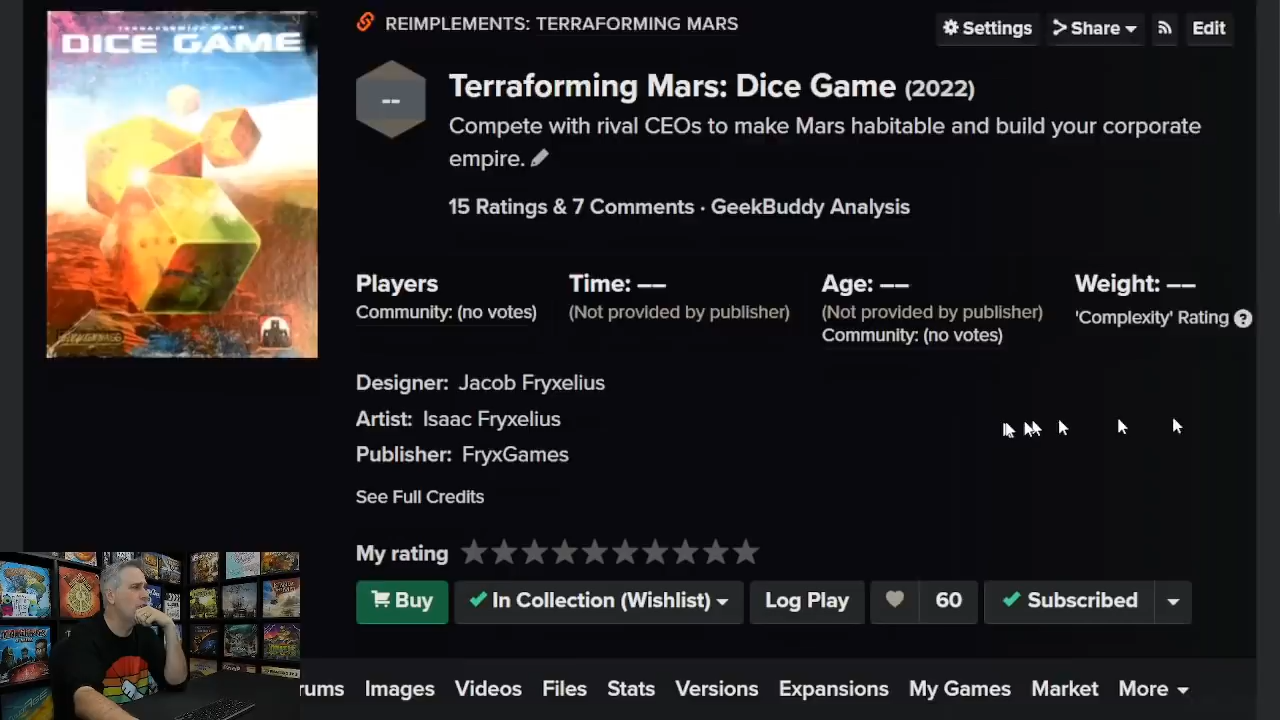 REIMPLEMENTS: TERRAFORMING MARS
Settings
Share
Edit
TERRAFORMING MARS
DICE GAME
--
Terraforming Mars: Dice Game (2022)
Compete with rival CEOs to make Mars habitable and build your corporate
empire.
15 Ratings & 7 Comments · GeekBuddy Analysis
Players
Community: (no votes)
Time: ––
(Not provided by publisher)
Age: ––
(Not provided by publisher)
Community: (no votes)
Weight: ––
'Complexity' Rating ?
Designer: Jacob Fryxelius
Artist: Isaac Fryxelius
Publisher: FryxGames
See Full Credits
My rating
Buy
In Collection (Wishlist)
Log Play
60
Subscribed
rums Images Videos Files Stats Versions Expansions My Games Market More